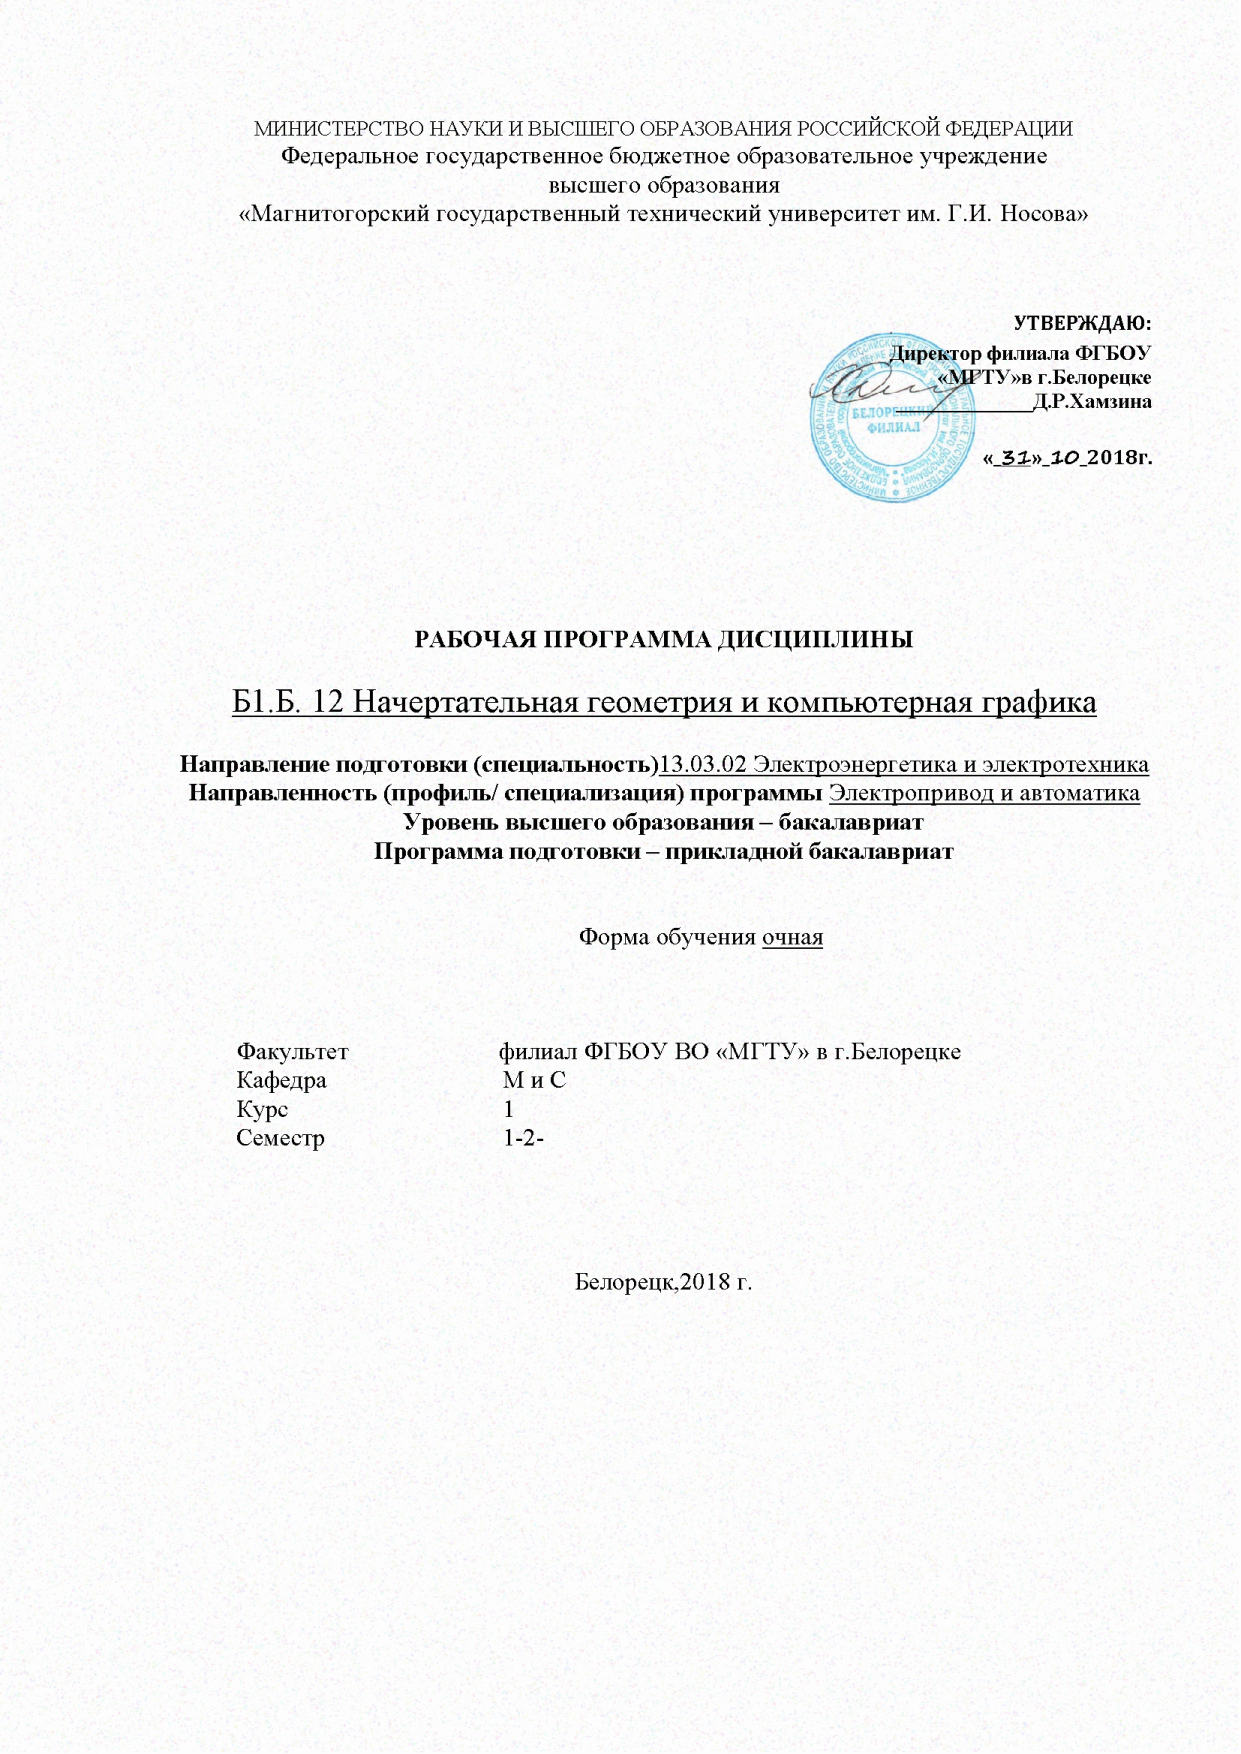 МИНИСТЕРСТВО НАУКИ И ВЫСШЕГО ОБРАЗОВАНИЯ РОССИЙСКОЙ ФЕДЕРАЦИИ
Федеральное государственное бюджетное образовательное учреждение
высшего образования
«Магнитогорский государственный технический университет им. Г.И. Носова»
УТВЕРЖДАЮ:
Директор филиала ФГБОУ
«МГТУ»в г.Белорецке
_____________Д.Р.Хамзина
БЕЛОРЕЦКИЙ
ФИЛИАЛ
«_31»_10_2018г.
РАБОЧАЯ ПРОГРАММА ДИСЦИПЛИНЫ
Б1.Б. 12 Начертательная геометрия и компьютерная графика
Направление подготовки (специальность)13.03.02 Электроэнергетика и электротехника
Направленность (профиль/ специализация) программы Электропривод и автоматика
Уровень высшего образования – бакалавриат
Программа подготовки – прикладной бакалавриат
Форма обучения очная
Факультет филиал ФГБОУ ВО «МГТУ» в г.Белорецке
Кафедра М и С
Курс 1
Семестр 1-2-
Белорецк,2018 г.